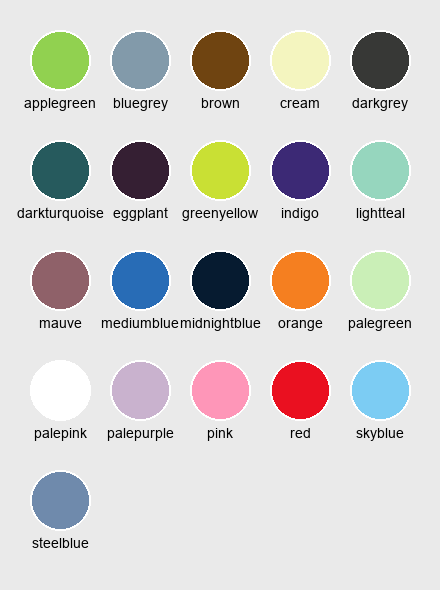 applegreen bluegrey brown cream darkgrey
darkturquoise eggplant greenyellow indigo lightteal
mauve mediumblue midnightblue orange palegreen
palepink palepurple pink red skyblue
steelblue